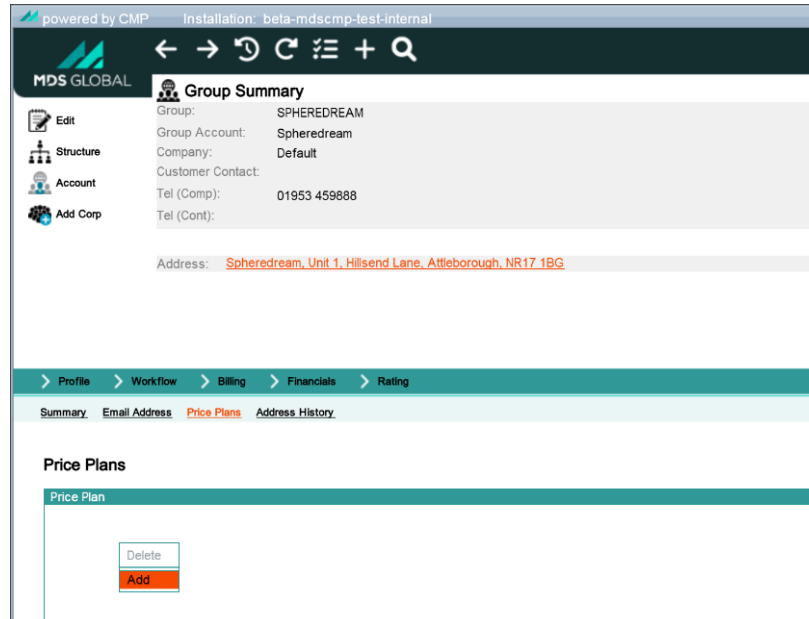 powered by CMP Installation: beta-mdscmp-test-internal
MDS GLOBAL
Group Summary
Edit
Structure
Account
Add Corp
Group: SPHEREDREAM
Group Account: Spheredream
Company: Default
Customer Contact:
Tel (Comp): 01953 459888
Tel (Cont):
Address: Spheredream, Unit 1, Hillsend Lane, Attleborough, NR17 1BG
Profile Workflow Billing Financials Rating
Summary Email Address Price Plans Address History
Price Plans
Price Plan
Delete
Add